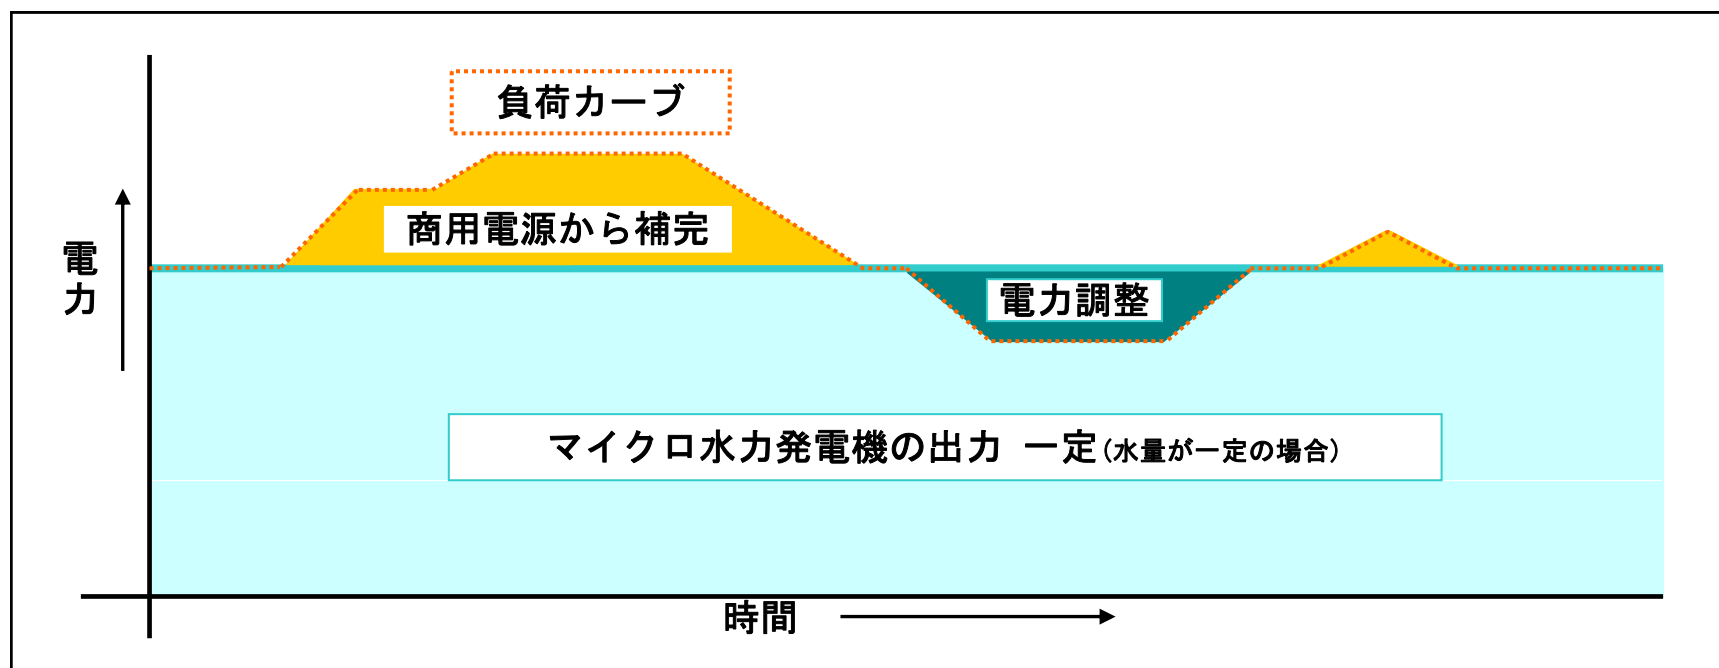 負荷カーブ
商用電源から補完
電力
電力調整
マイクロ水力発電機の出力 一定(水量が一定の場合)
時間